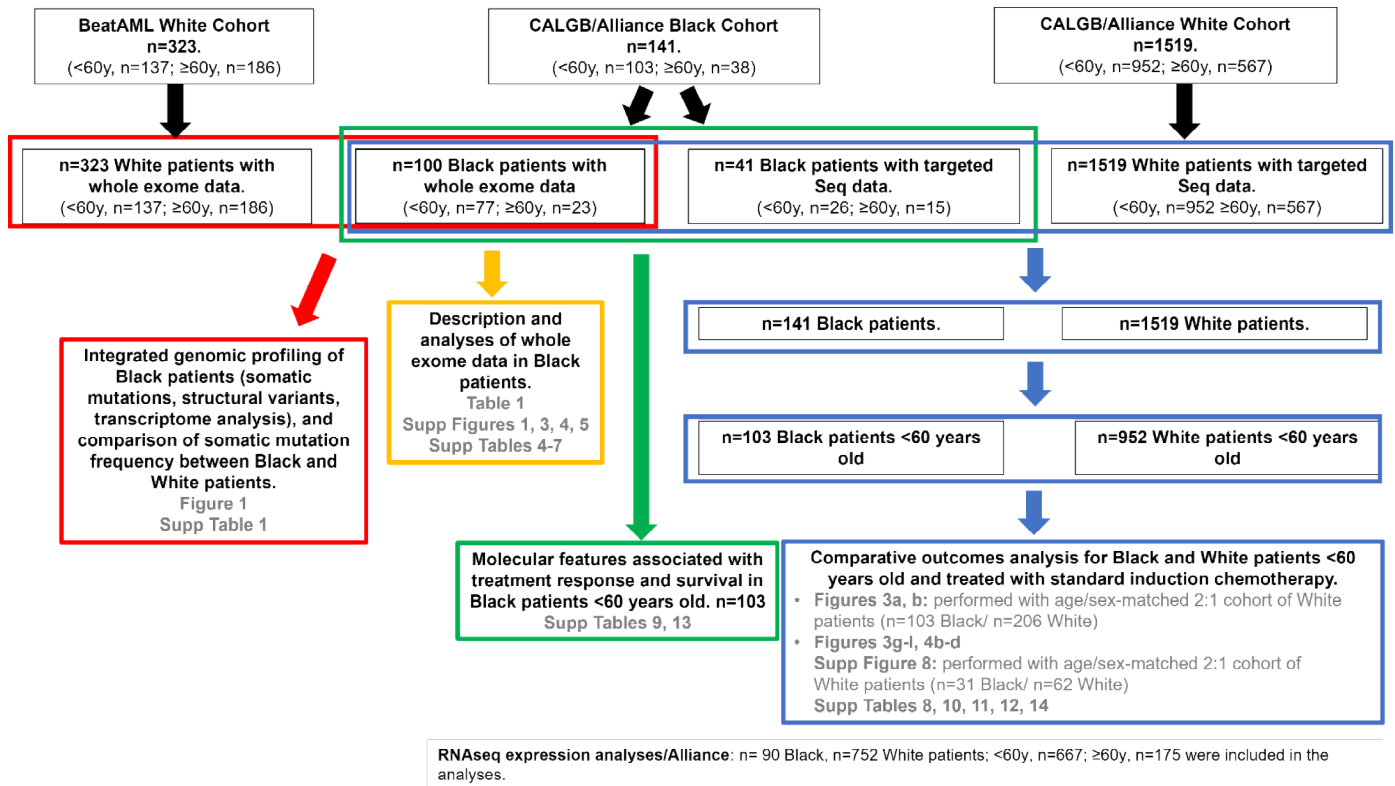 BeatAML White Cohort
n=323.
(<60y, n=137; ≥60y, n=186)
CALGB/Alliance Black Cohort
n=141.
(<60y, n=103; ≥60y, n=38)
CALGB/Alliance White Cohort
n=1519.
(<60y, n=952; ≥60y, n=567)
n=323 White patients with
whole exome data.
(<60y, n=137; ≥60y, n=186)
n=100 Black patients with
whole exome data
(<60y, n=77; ≥60y, n=23)
n=41 Black patients with targeted
Seq data.
(<60y, n=26; ≥60y, n=15)
n=1519 White patients with targeted
Seq data.
(<60y, n=952 ≥60y, n=567)
Integrated genomic profiling of
Black patients (somatic
mutations, structural variants,
transcriptome analysis), and
comparison of somatic mutation
frequency between Black and
White patients.
Figure 1
Supp Table 1
Description and
analyses of whole
exome data in Black
patients.
Table 1
Supp Figures 1, 3, 4, 5
Supp Tables 4-7
n=141 Black patients.
n=1519 White patients.
n=103 Black patients <60 years
old
n=952 White patients <60 years
old
Molecular features associated with
treatment response and survival in
Black patients <60 years old. n=103
Supp Tables 9, 13
Comparative outcomes analysis for Black and White patients <60
years old and treated with standard induction chemotherapy.
• Figures 3a, b: performed with age/sex-matched 2:1 cohort of White
patients (n=103 Black/ n=206 White)
• Figures 3g-l, 4b-d
Supp Figure 8: performed with age/sex-matched 2:1 cohort of
White patients (n=31 Black/ n=62 White)
Supp Tables 8, 10, 11, 12, 14
RNAseq expression analyses/Alliance: n= 90 Black, n=752 White patients; <60y, n=667; ≥60y, n=175 were included in the
analyses.